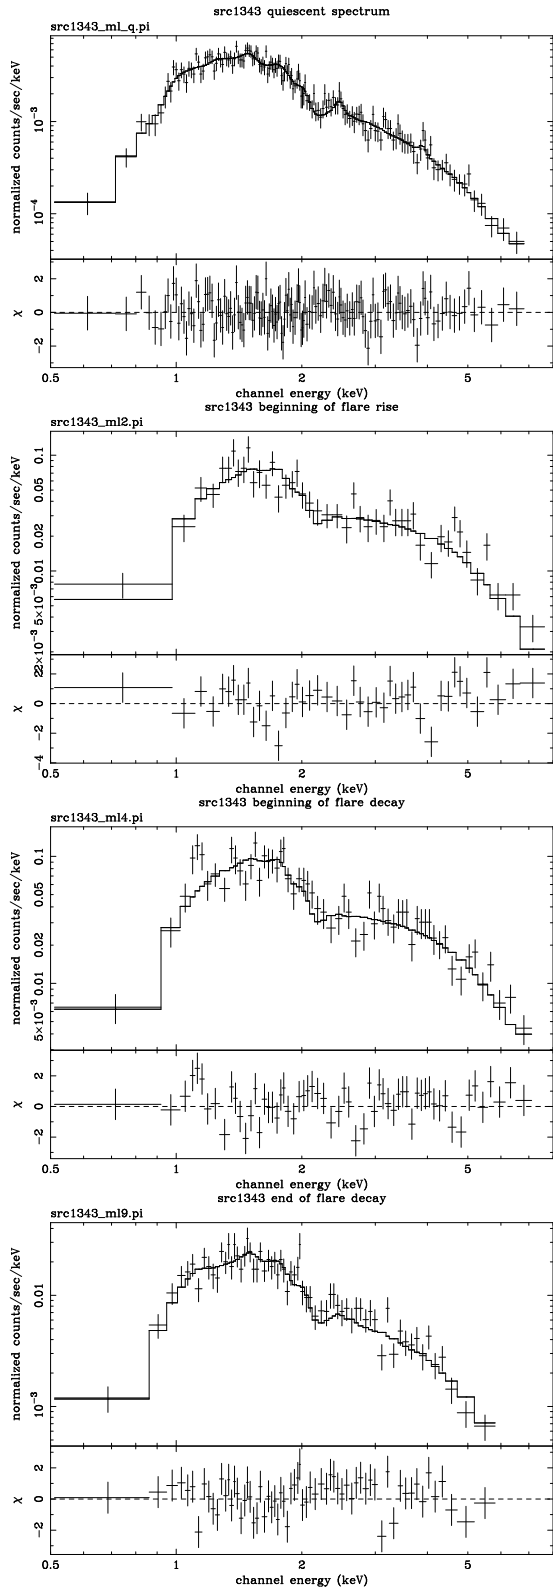 src1343 quiescent spectrum
src1343_ml_q.pi
normalized counts/sec/keV
10⁻³
10⁻⁴
χ
2
0
−2
0.5 1 2 5
channel energy (keV)
src1343 beginning of flare rise
src1343_ml2.pi
normalized counts/sec/keV
0.1
0.05
0.02
0.01
5×10⁻³
2×10⁻³
χ
2
0
−2
−4
0.5 1 2 5
channel energy (keV)
src1343 beginning of flare decay
src1343_ml4.pi
normalized counts/sec/keV
0.1
0.05
0.02
0.01
5×10⁻³
χ
2
0
−2
0.5 1 2 5
channel energy (keV)
src1343 end of flare decay
src1343_ml9.pi
normalized counts/sec/keV
0.01
10⁻³
χ
2
0
−2
0.5 1 2 5
channel energy (keV)